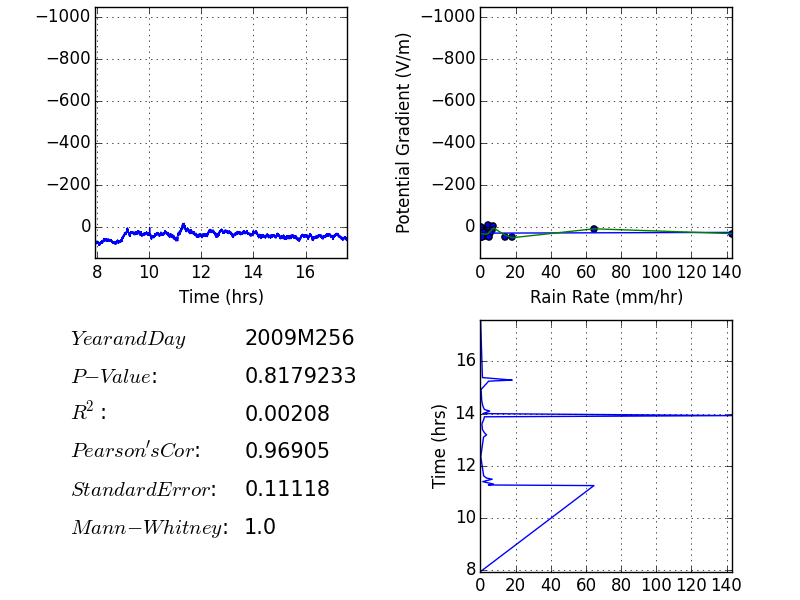 −1000
−800
−600
−400
−200
0
8 10 12 14 16
Time (hrs)
Potential Gradient (V/m)
−1000
−800
−600
−400
−200
0
0 20 40 60 80 100 120 140
Rain Rate (mm/hr)
YearandDay 2009M256
P−Value: 0.8179233
R²: 0.00208
Pearson'sCor: 0.96905
StandardError: 0.11118
Mann−Whitney: 1.0
Time (hrs)
16
14
12
10
8
0 20 40 60 80 100 120 140